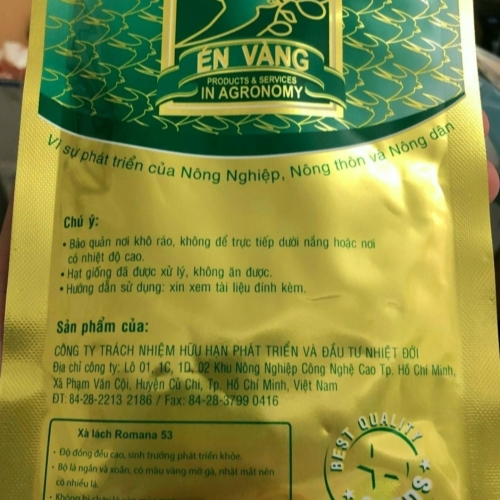 ÉN VÀNG
PRODUCTS & SERVICES
IN AGRONOMY
Vì sự phát triển của Nông Nghiệp, Nông thôn và Nông dân
Chú ý:
• Bảo quản nơi khô ráo, không để trực tiếp dưới nắng hoặc nơi
có nhiệt độ cao.
• Hạt giống đã được xử lý, không ăn được.
• Hướng dẫn sử dụng: xin xem tài liệu đính kèm.
Sản phẩm của:
CÔNG TY TRÁCH NHIỆM HỮU HẠN PHÁT TRIỂN VÀ ĐẦU TƯ NHIỆT ĐỚI
Địa chỉ công ty: Lô 01, 1C, 1D, 02 Khu Nông Nghiệp Công Nghệ Cao Tp. Hồ Chí Minh,
Xã Phạm Văn Cội, Huyện Củ Chi, Tp. Hồ Chí Minh, Việt Nam
ĐT: 84-28-2213 2186 / Fax: 84-28-3799 0416
Xà lách Romana 53
• Độ đồng đều cao, sinh trưởng phát triển khỏe.
• Bộ lá ngắn và xoăn, có màu vàng mỡ gà, nhặt mắt nên
có nhiều lá.
• Không bị
BEST QUALITY